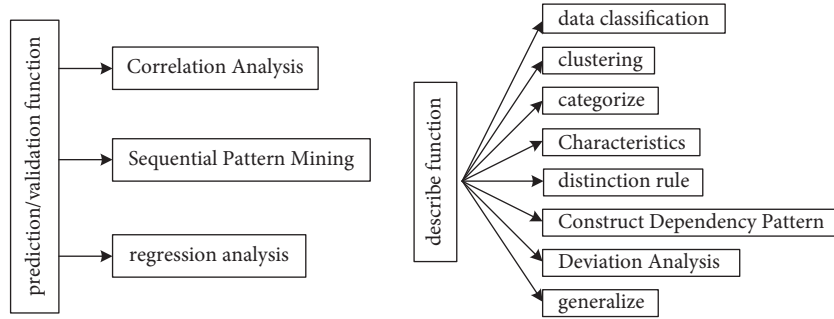 prediction/validation function
Correlation Analysis
Sequential Pattern Mining
regression analysis
describe function
data classification
clustering
categorize
Characteristics
distinction rule
Construct Dependency Pattern
Deviation Analysis
generalize